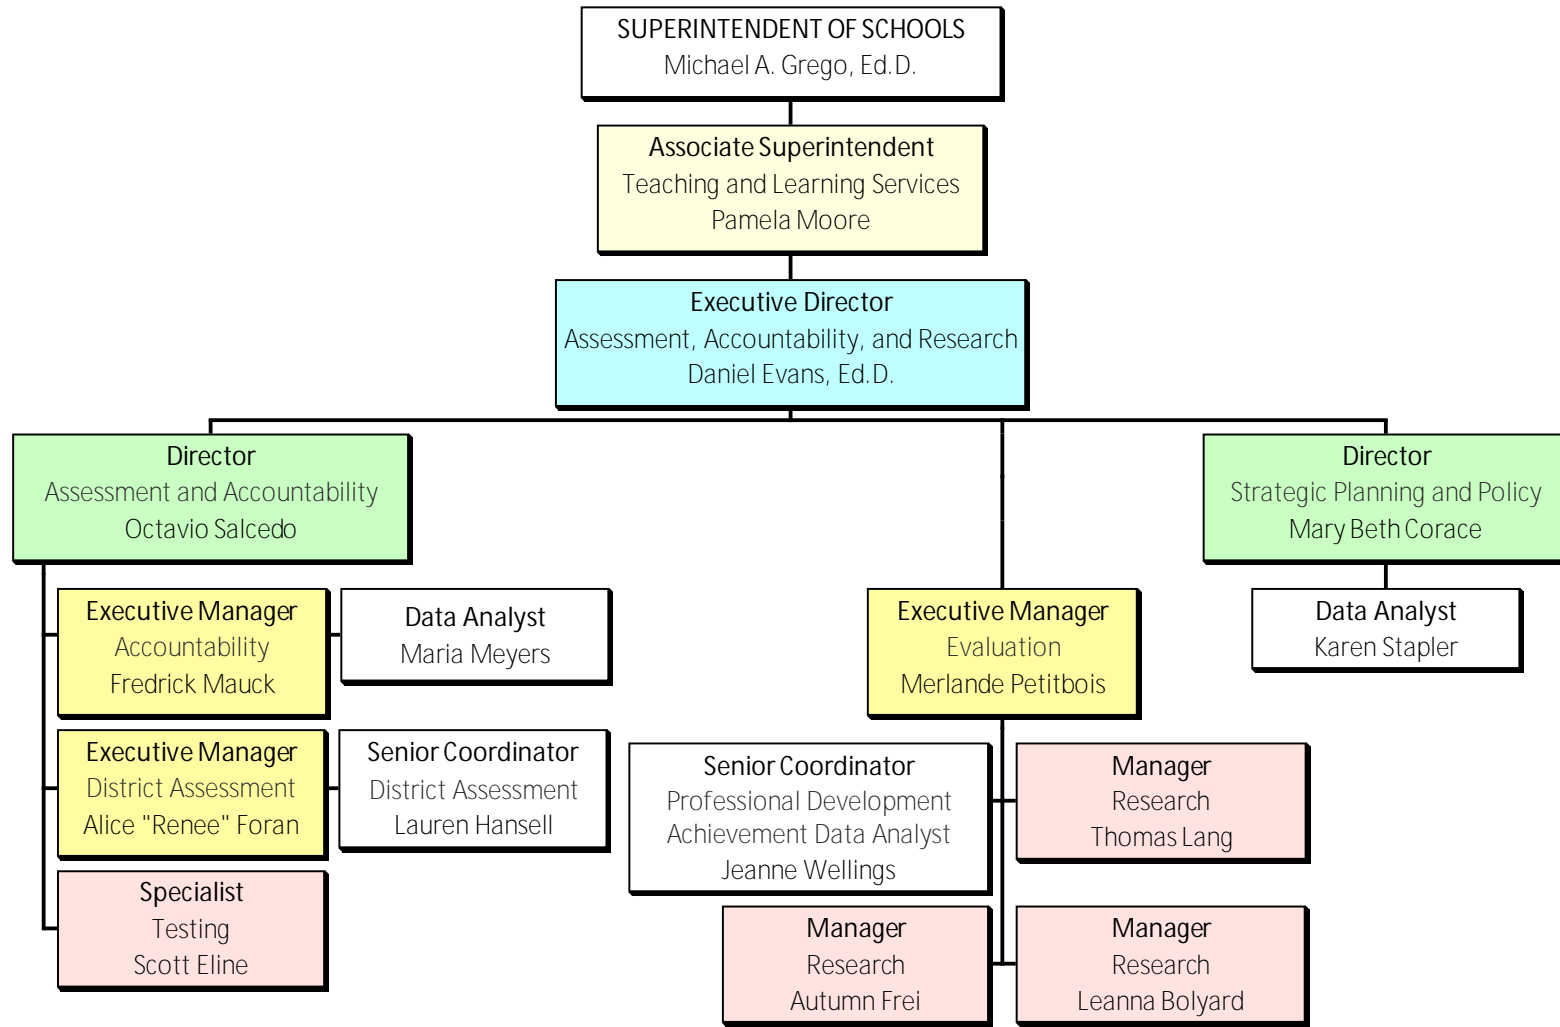 SUPERINTENDENT OF SCHOOLS
Michael A. Grego, Ed.D.
Associate Superintendent
Teaching and Learning Services
Pamela Moore
Executive Director
Assessment, Accountability, and Research
Daniel Evans, Ed.D.
Director
Assessment and Accountability
Octavio Salcedo
Director
Strategic Planning and Policy
Mary Beth Corace
Executive Manager
Accountability
Fredrick Mauck
Data Analyst
Maria Meyers
Executive Manager
Evaluation
Merlande Petitbois
Data Analyst
Karen Stapler
Executive Manager
District Assessment
Alice "Renee" Foran
Senior Coordinator
District Assessment
Lauren Hansell
Senior Coordinator
Professional Development
Achievement Data Analyst
Jeanne Wellings
Manager
Research
Thomas Lang
Specialist
Testing
Scott Eline
Manager
Research
Autumn Frei
Manager
Research
Leanna Bolyard